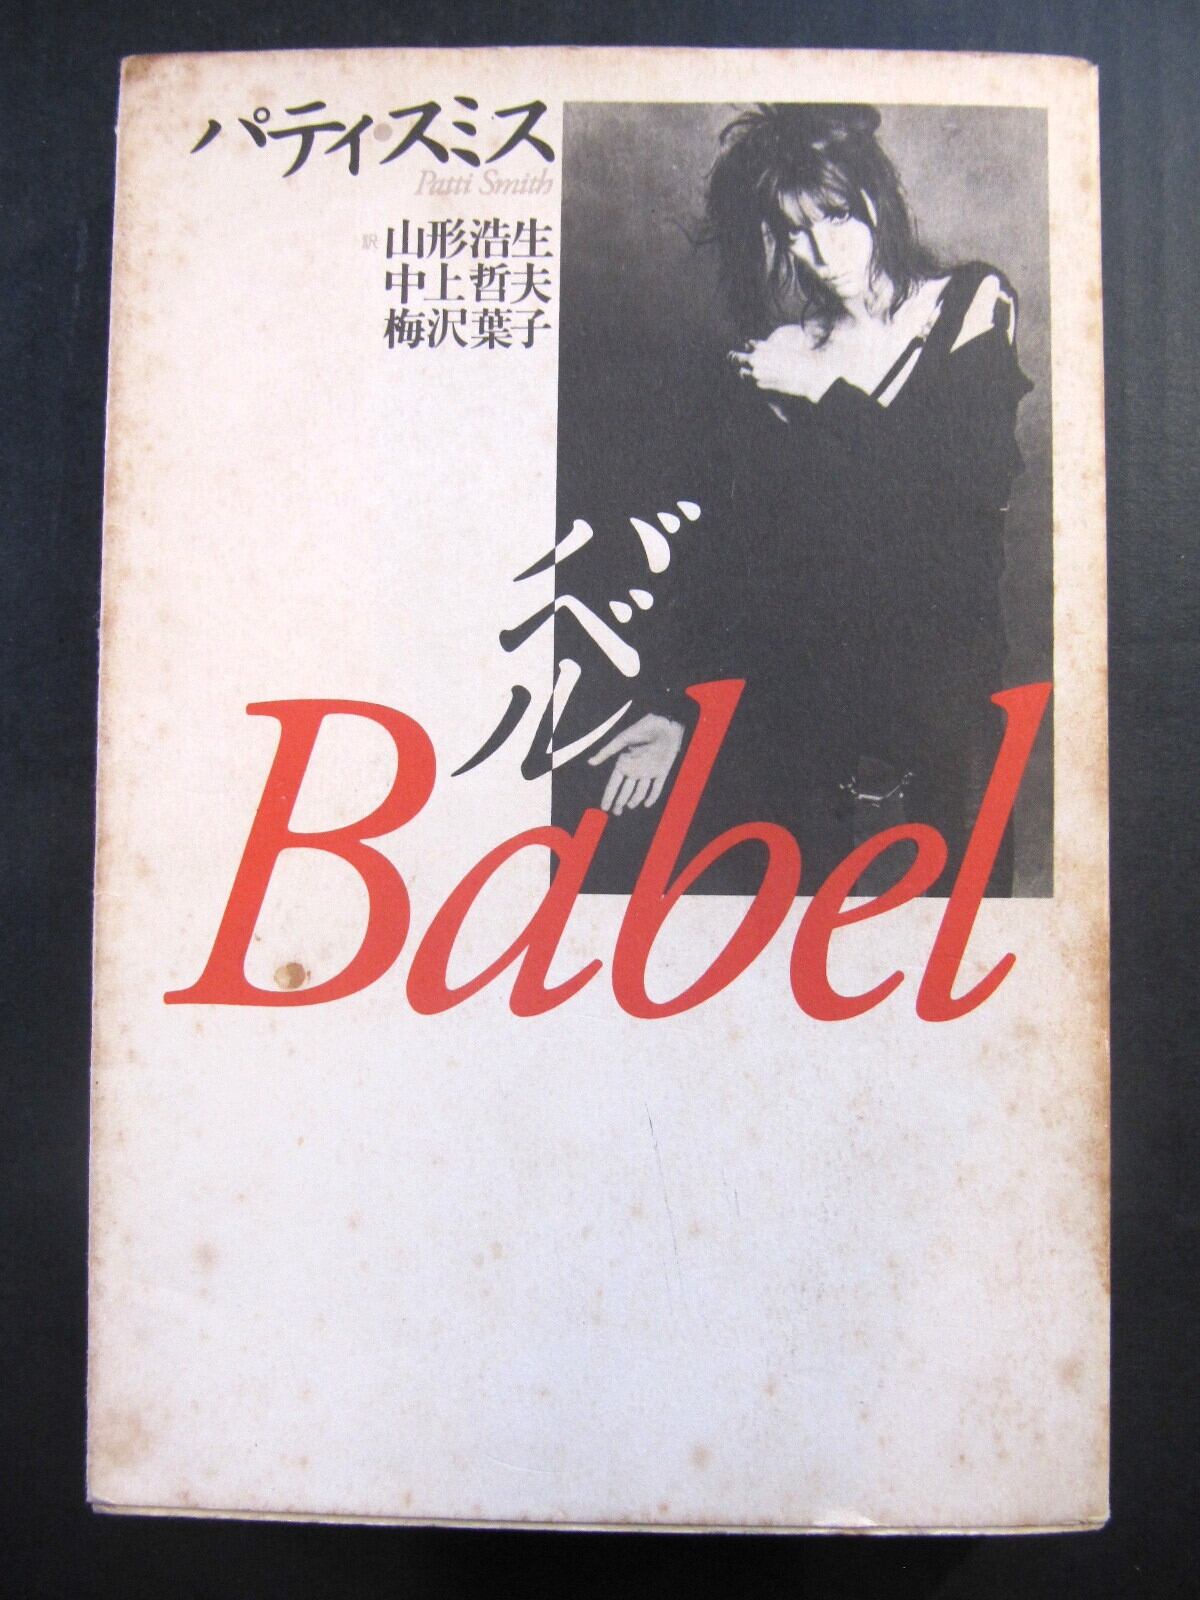 パティ・スミス
Patti Smith
訳 山形浩生
中上哲夫
梅沢葉子
バベル
Babel